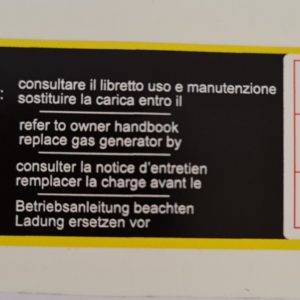 :
consultare il libretto uso e manutenzione
sostituire la carica entro il
refer to owner handbook
replace gas generator by
consulter la notice d'entretien
remplacer la charge avant le
Betriebsanleitung beachten
Ladung ersetzen vor